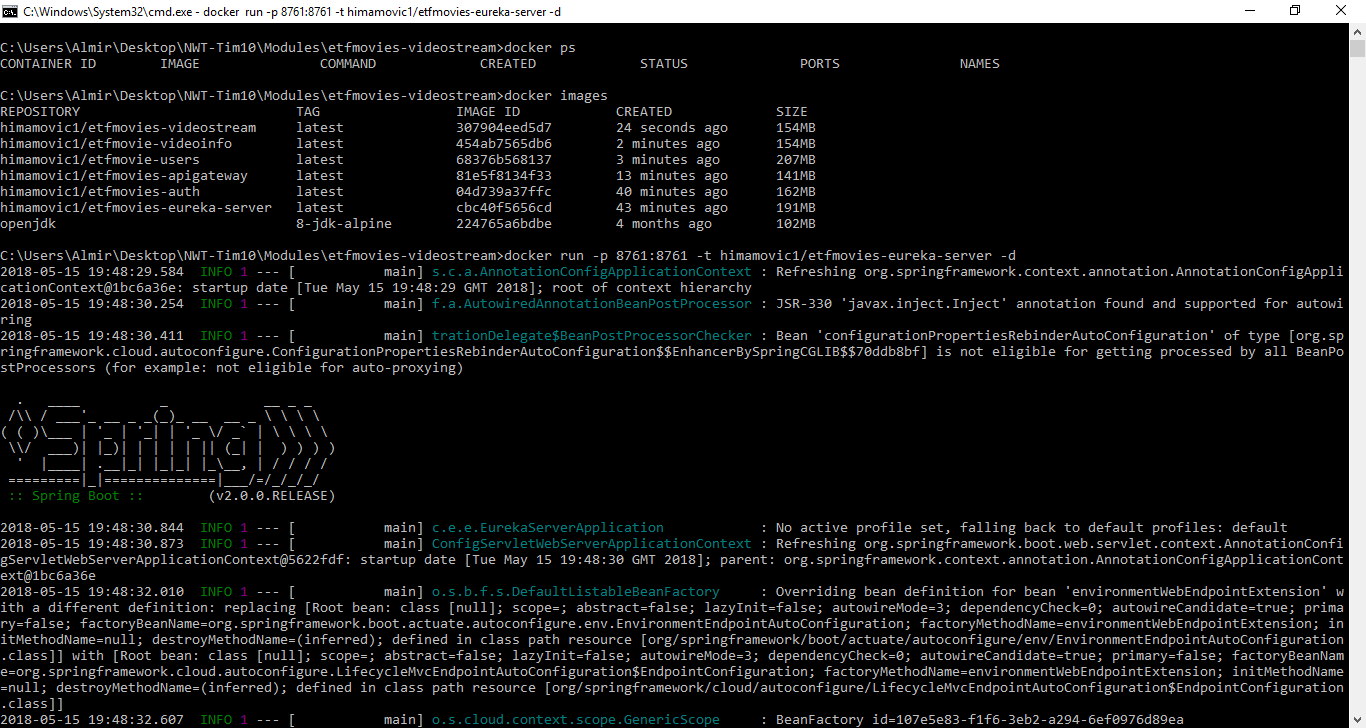 C:\Windows\System32\cmd.exe - docker  run -p 8761:8761 -t himamovic1/etfmovies-eureka-server -d
C:\Users\Almir\Desktop\NWT-Tim10\Modules\etfmovies-videostream>docker ps
CONTAINER ID        IMAGE               COMMAND             CREATED             STATUS              PORTS               NAMES
C:\Users\Almir\Desktop\NWT-Tim10\Modules\etfmovies-videostream>docker images
REPOSITORY                           TAG                 IMAGE ID            CREATED             SIZE
himamovic1/etfmovies-videostream     latest              307904eed5d7        24 seconds ago      154MB
himamovic1/etfmovie-videoinfo        latest              454ab7565db6        2 minutes ago       154MB
himamovic1/etfmovie-users            latest              68376b568137        3 minutes ago       207MB
himamovic1/etfmovies-apigateway      latest              81e5f8134f33        13 minutes ago      141MB
himamovic1/etfmovies-auth            latest              04d739a37ffc        40 minutes ago      162MB
himamovic1/etfmovies-eureka-server   latest              cbc40f5656cd        43 minutes ago      191MB
openjdk                              8-jdk-alpine        224765a6bdbe        4 months ago        102MB
C:\Users\Almir\Desktop\NWT-Tim10\Modules\etfmovies-videostream>docker run -p 8761:8761 -t himamovic1/etfmovies-eureka-server -d
2018-05-15 19:48:29.584  INFO 1 --- [           main] s.c.a.AnnotationConfigApplicationContext : Refreshing org.springframework.context.annotation.AnnotationConfigAppli
cationContext@1bc6a36e: startup date [Tue May 15 19:48:29 GMT 2018]; root of context hierarchy
2018-05-15 19:48:30.254  INFO 1 --- [           main] f.a.AutowiredAnnotationBeanPostProcessor : JSR-330 'javax.inject.Inject' annotation found and supported for autowi
ring
2018-05-15 19:48:30.411  INFO 1 --- [           main] trationDelegate$BeanPostProcessorChecker : Bean 'configurationPropertiesRebinderAutoConfiguration' of type [org.sp
ringframework.cloud.autoconfigure.ConfigurationPropertiesRebinderAutoConfiguration$$EnhancerBySpringCGLIB$$70ddb8bf] is not eligible for getting processed by all BeanPo
stProcessors (for example: not eligible for auto-proxying)
  .   ____          _            __ _ _
 /\\ / ___'_ __ _ _(_)_ __  __ _ \ \ \ \
( ( )\___ | '_ | '_| | '_ \/ _` | \ \ \ \
 \\/  ___)| |_)| | | | | || (_| |  ) ) ) )
  '  |____| .__|_| |_|_| |_\__, | / / / /
 =========|_|==============|___/=/_/_/_/
 :: Spring Boot ::        (v2.0.0.RELEASE)
2018-05-15 19:48:30.844  INFO 1 --- [           main] c.e.e.EurekaServerApplication            : No active profile set, falling back to default profiles: default
2018-05-15 19:48:30.873  INFO 1 --- [           main] ConfigServletWebServerApplicationContext : Refreshing org.springframework.boot.web.servlet.context.AnnotationConfi
gServletWebServerApplicationContext@5622fdf: startup date [Tue May 15 19:48:30 GMT 2018]; parent: org.springframework.context.annotation.AnnotationConfigApplicationCont
ext@1bc6a36e
2018-05-15 19:48:32.010  INFO 1 --- [           main] o.s.b.f.s.DefaultListableBeanFactory     : Overriding bean definition for bean 'environmentWebEndpointExtension' w
ith a different definition: replacing [Root bean: class [null]; scope=; abstract=false; lazyInit=false; autowireMode=3; dependencyCheck=0; autowireCandidate=true; prima
ry=false; factoryBeanName=org.springframework.boot.actuate.autoconfigure.env.EnvironmentEndpointAutoConfiguration; factoryMethodName=environmentWebEndpointExtension; in
itMethodName=null; destroyMethodName=(inferred); defined in class path resource [org/springframework/boot/actuate/autoconfigure/env/EnvironmentEndpointAutoConfiguration
.class]] with [Root bean: class [null]; scope=; abstract=false; lazyInit=false; autowireMode=3; dependencyCheck=0; autowireCandidate=true; primary=false; factoryBeanNam
e=org.springframework.cloud.autoconfigure.LifecycleMvcEndpointAutoConfiguration$EndpointConfiguration; factoryMethodName=environmentWebEndpointExtension; initMethodName
=null; destroyMethodName=(inferred); defined in class path resource [org/springframework/cloud/autoconfigure/LifecycleMvcEndpointAutoConfiguration$EndpointConfiguration
.class]]
2018-05-15 19:48:32.607  INFO 1 --- [           main] o.s.cloud.context.scope.GenericScope     : BeanFactory id=107e5e83-f1f6-3eb2-a294-6ef0976d89ea